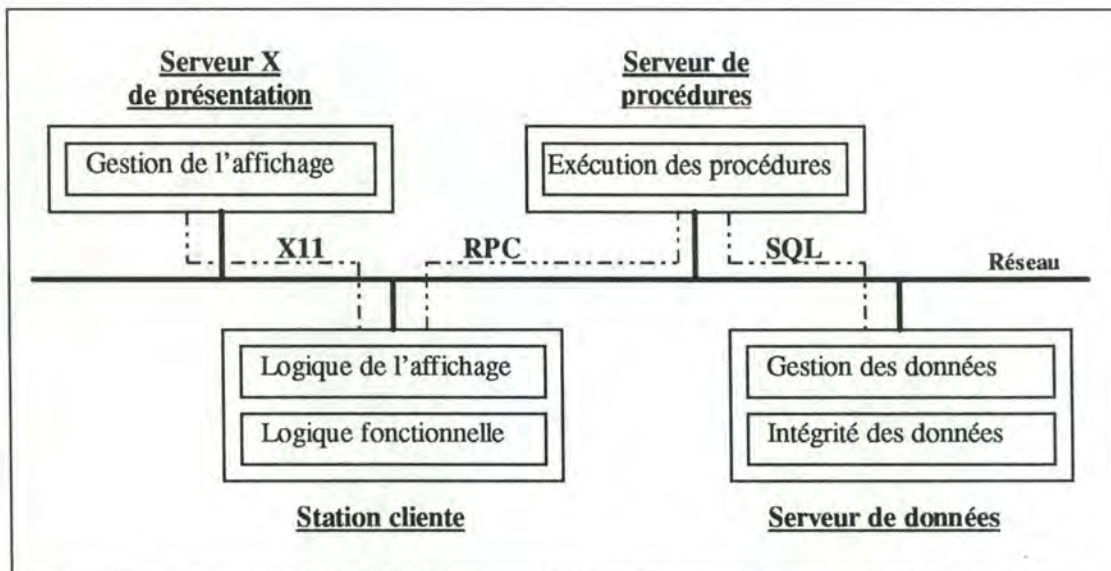 Serveur X
de présentation
Gestion de l'affichage
Serveur de
procédures
Exécution des procédures
X11
RPC
SQL
Réseau
Logique de l'affichage
Logique fonctionnelle
Station cliente
Gestion des données
Intégrité des données
Serveur de données